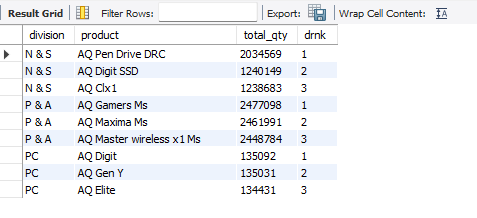 Result Grid Filter Rows: Export: Wrap Cell Content:
division product total_qty drnk
N & S AQ Pen Drive DRC 2034569 1
N & S AQ Digit SSD 1240149 2
N & S AQ Clx1 1238683 3
P & A AQ Gamers Ms 2477098 1
P & A AQ Maxima Ms 2461991 2
P & A AQ Master wireless x1 Ms 2448784 3
PC AQ Digit 135092 1
PC AQ Gen Y 135031 2
PC AQ Elite 134431 3